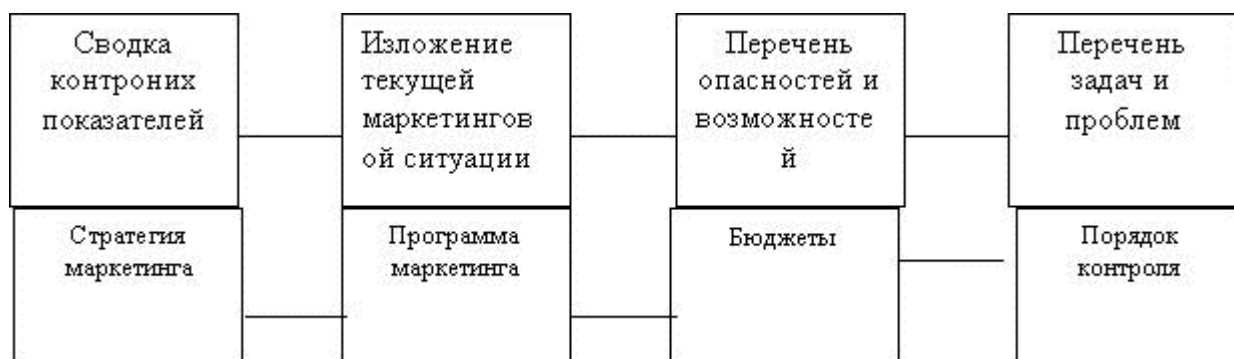 Сводка
контроних
показателей
Изложение
текущей
маркетингов
ой ситуации
Перечень
опасностей и
возможносте
й
Перечень
задач и
проблем
Стратегия
маркетинга
Программа
маркетинга
Бюджеты
Порядок
контроля